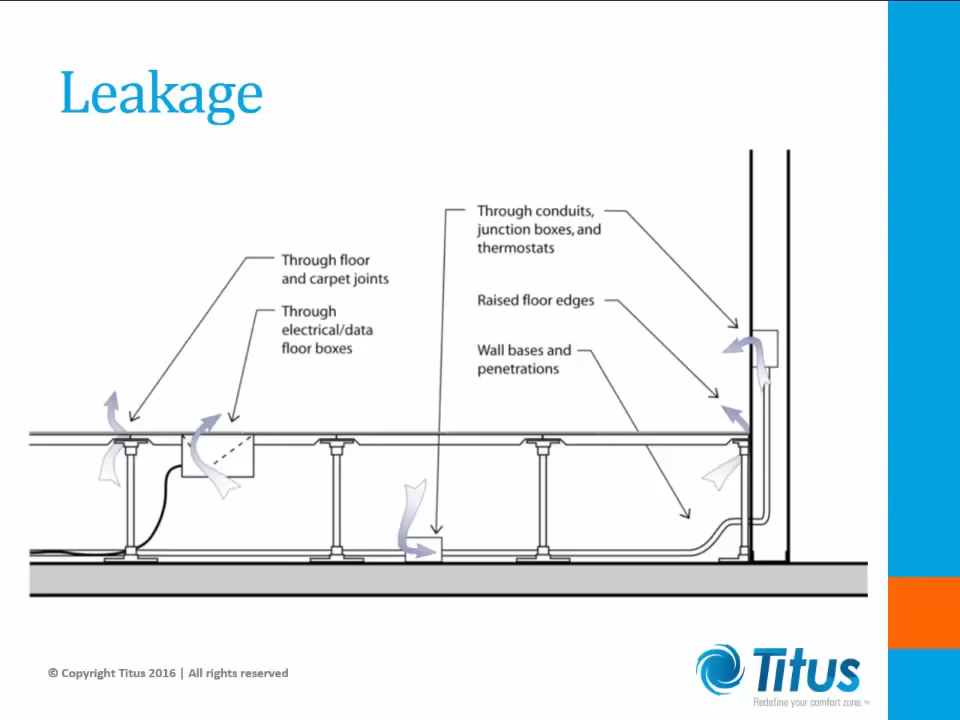 Leakage
Through conduits,
junction boxes, and
thermostats
Through floor
and carpet joints
Through
electrical/data
floor boxes
Raised floor edges
Wall bases and
penetrations
© Copyright Titus 2016 | All rights reserved
Titus
Redefine your comfort zone.™